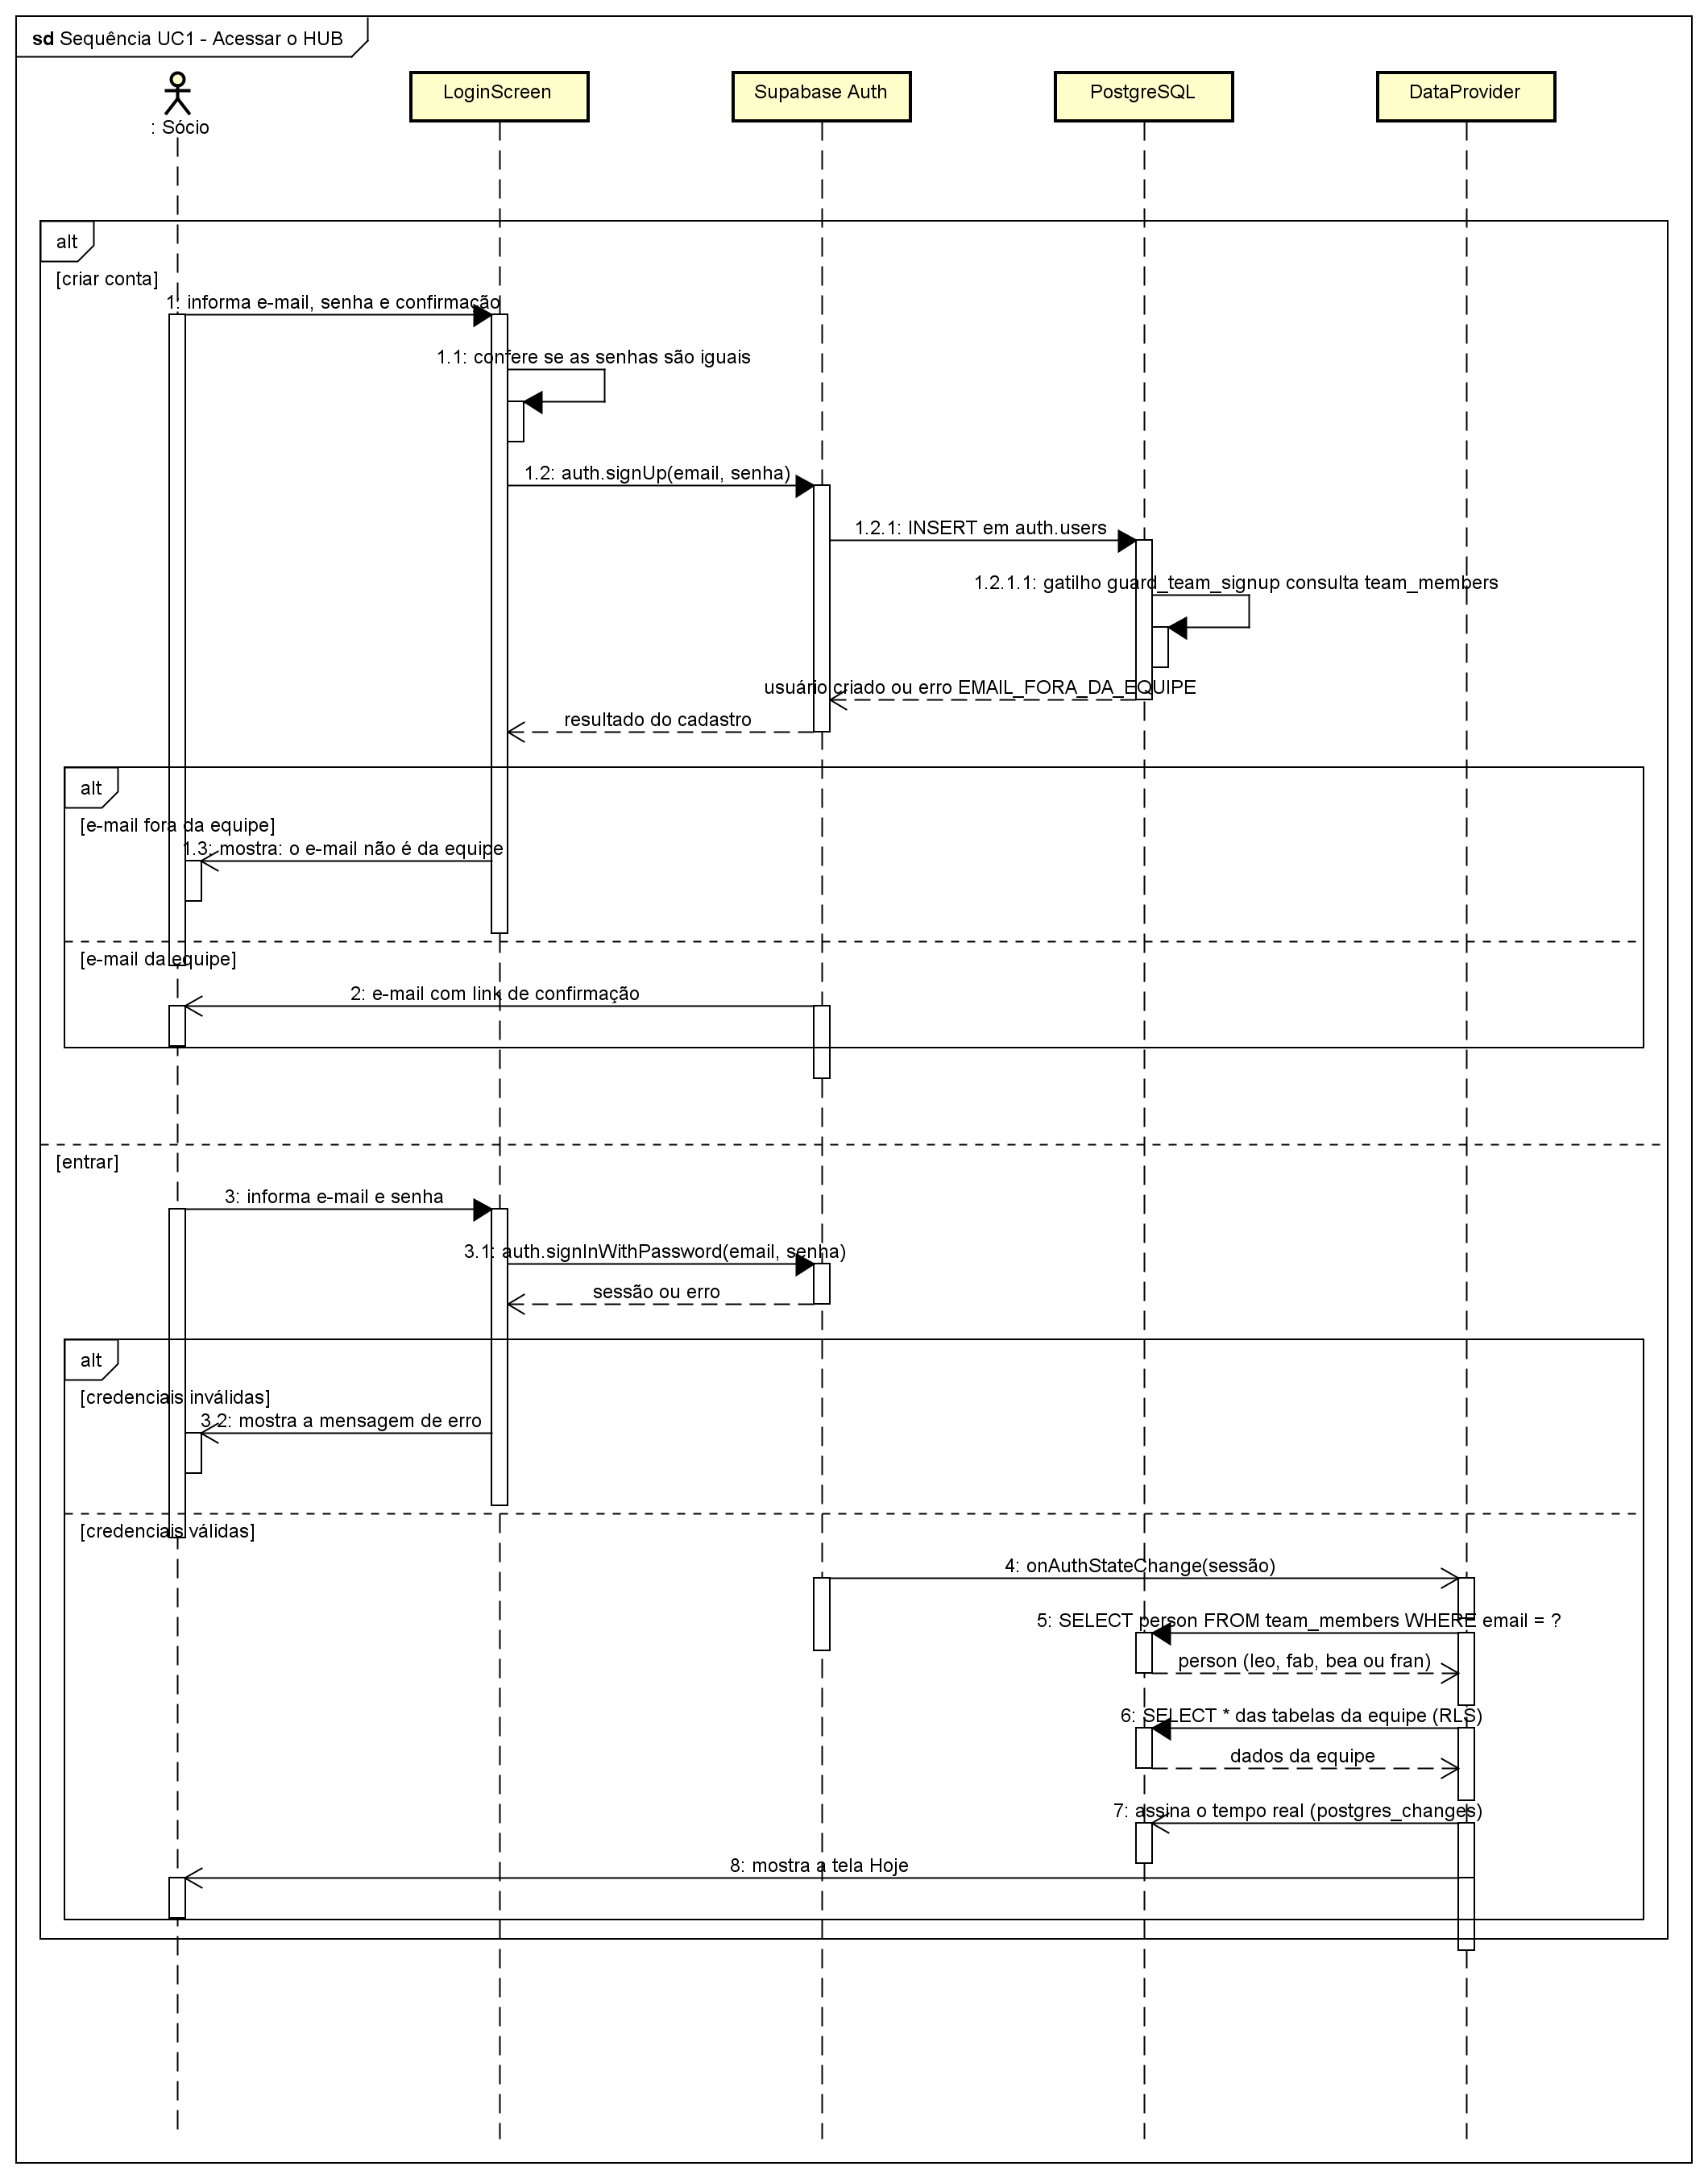 sd Sequência UC1 - Acessar o HUB
: Sócio
LoginScreen
Supabase Auth
PostgreSQL
DataProvider
alt
[criar conta]
1: informa e-mail, senha e confirmação
1.1: confere se as senhas são iguais
1.2: auth.signUp(email, senha)
1.2.1: INSERT em auth.users
1.2.1.1: gatilho guard_team_signup consulta team_members
usuário criado ou erro EMAIL_FORA_DA_EQUIPE
resultado do cadastro
alt
[e-mail fora da equipe]
1.3: mostra: o e-mail não é da equipe
[e-mail da equipe]
2: e-mail com link de confirmação
[entrar]
3: informa e-mail e senha
3.1: auth.signInWithPassword(email, senha)
sessão ou erro
alt
[credenciais inválidas]
3.2: mostra a mensagem de erro
[credenciais válidas]
4: onAuthStateChange(sessão)
5: SELECT person FROM team_members WHERE email = ?
person (leo, fab, bea ou fran)
6: SELECT * das tabelas da equipe (RLS)
dados da equipe
7: assina o tempo real (postgres_changes)
8: mostra a tela Hoje